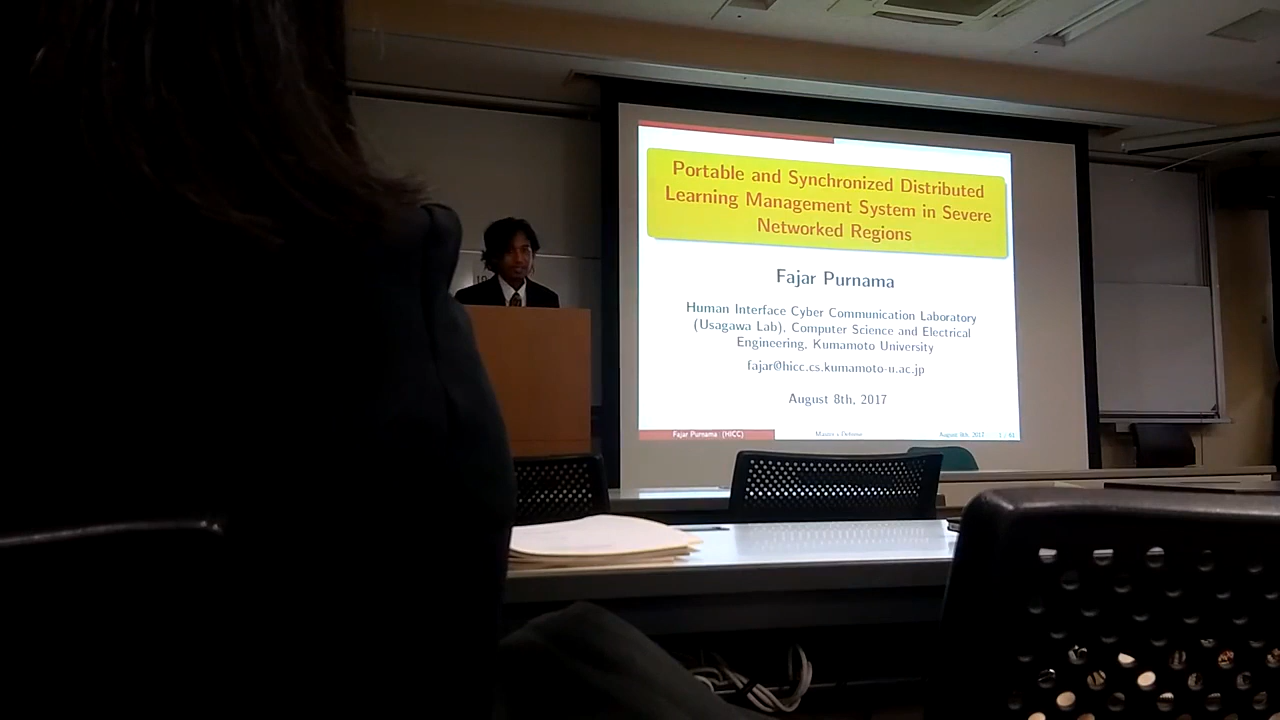 Portable and Synchronized Distributed
Learning Management System in Severe
Networked Regions
Fajar Purnama
Human Interface Cyber Communication Laboratory
(Usagawa Lab), Computer Science and Electrical
Engineering, Kumamoto University
fajar@hicc.cs.kumamoto-u.ac.jp
August 8th, 2017
Fajar Purnama (HICC) Master's Defense August 8th, 2017